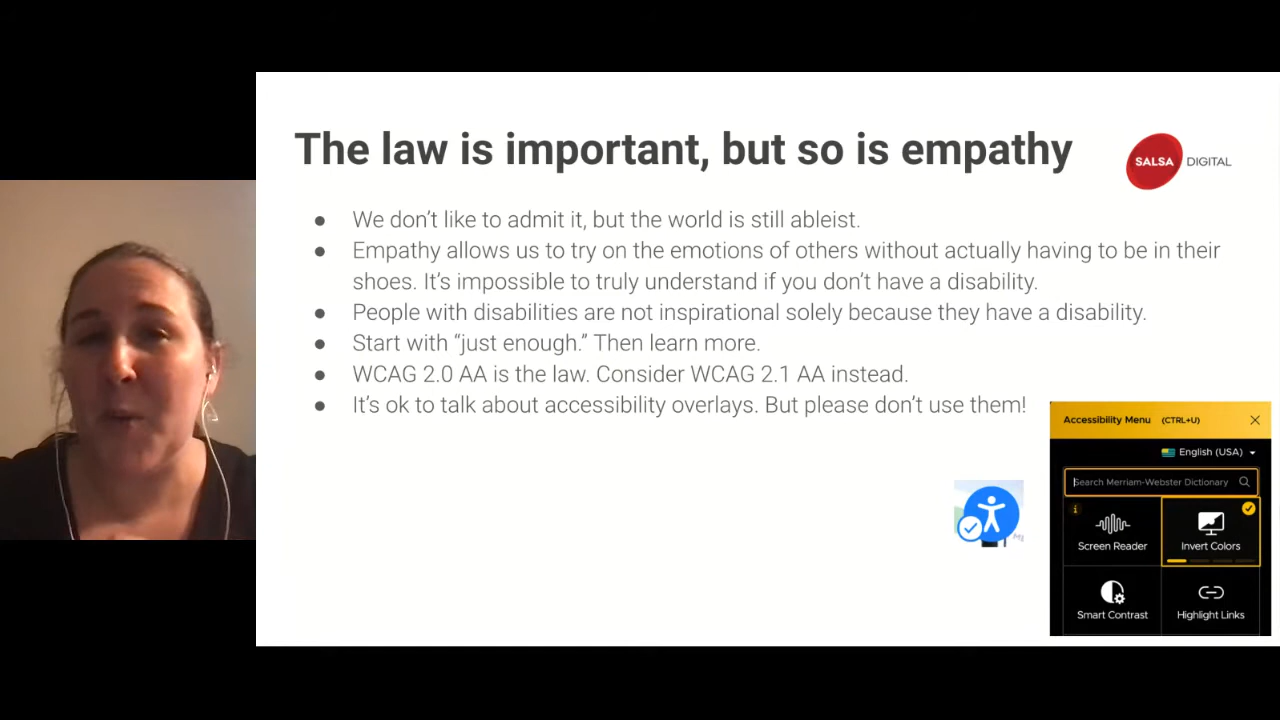 The law is important, but so is empathy
SALSA DIGITAL
● We don't like to admit it, but the world is still ableist.
● Empathy allows us to try on the emotions of others without actually having to be in their
shoes. It's impossible to truly understand if you don't have a disability.
● People with disabilities are not inspirational solely because they have a disability.
● Start with “just enough.” Then learn more.
● WCAG 2.0 AA is the law. Consider WCAG 2.1 AA instead.
● It's ok to talk about accessibility overlays. But please don't use them!
Accessibility Menu (CTRL+U)
English (USA)
Search Merriam-Webster Dictionary
Screen Reader
Invert Colors
Smart Contrast
Highlight Links